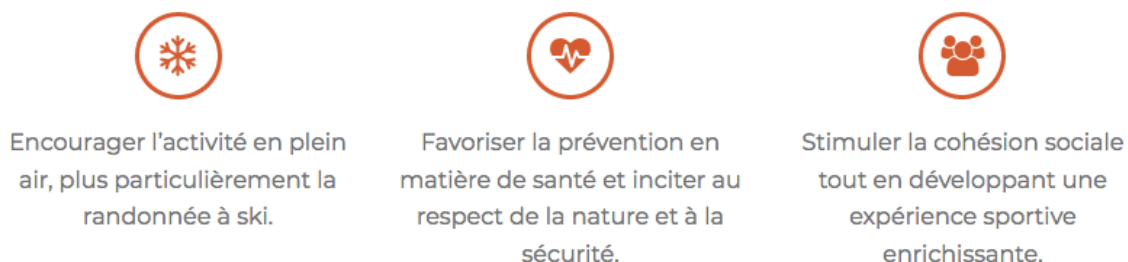 Encourager l'activité en plein
air, plus particulièrement la
randonnée à ski.
Favoriser la prévention en
matière de santé et inciter au
respect de la nature et à la
sécurité.
Stimuler la cohésion sociale
tout en développant une
expérience sportive
enrichissante.